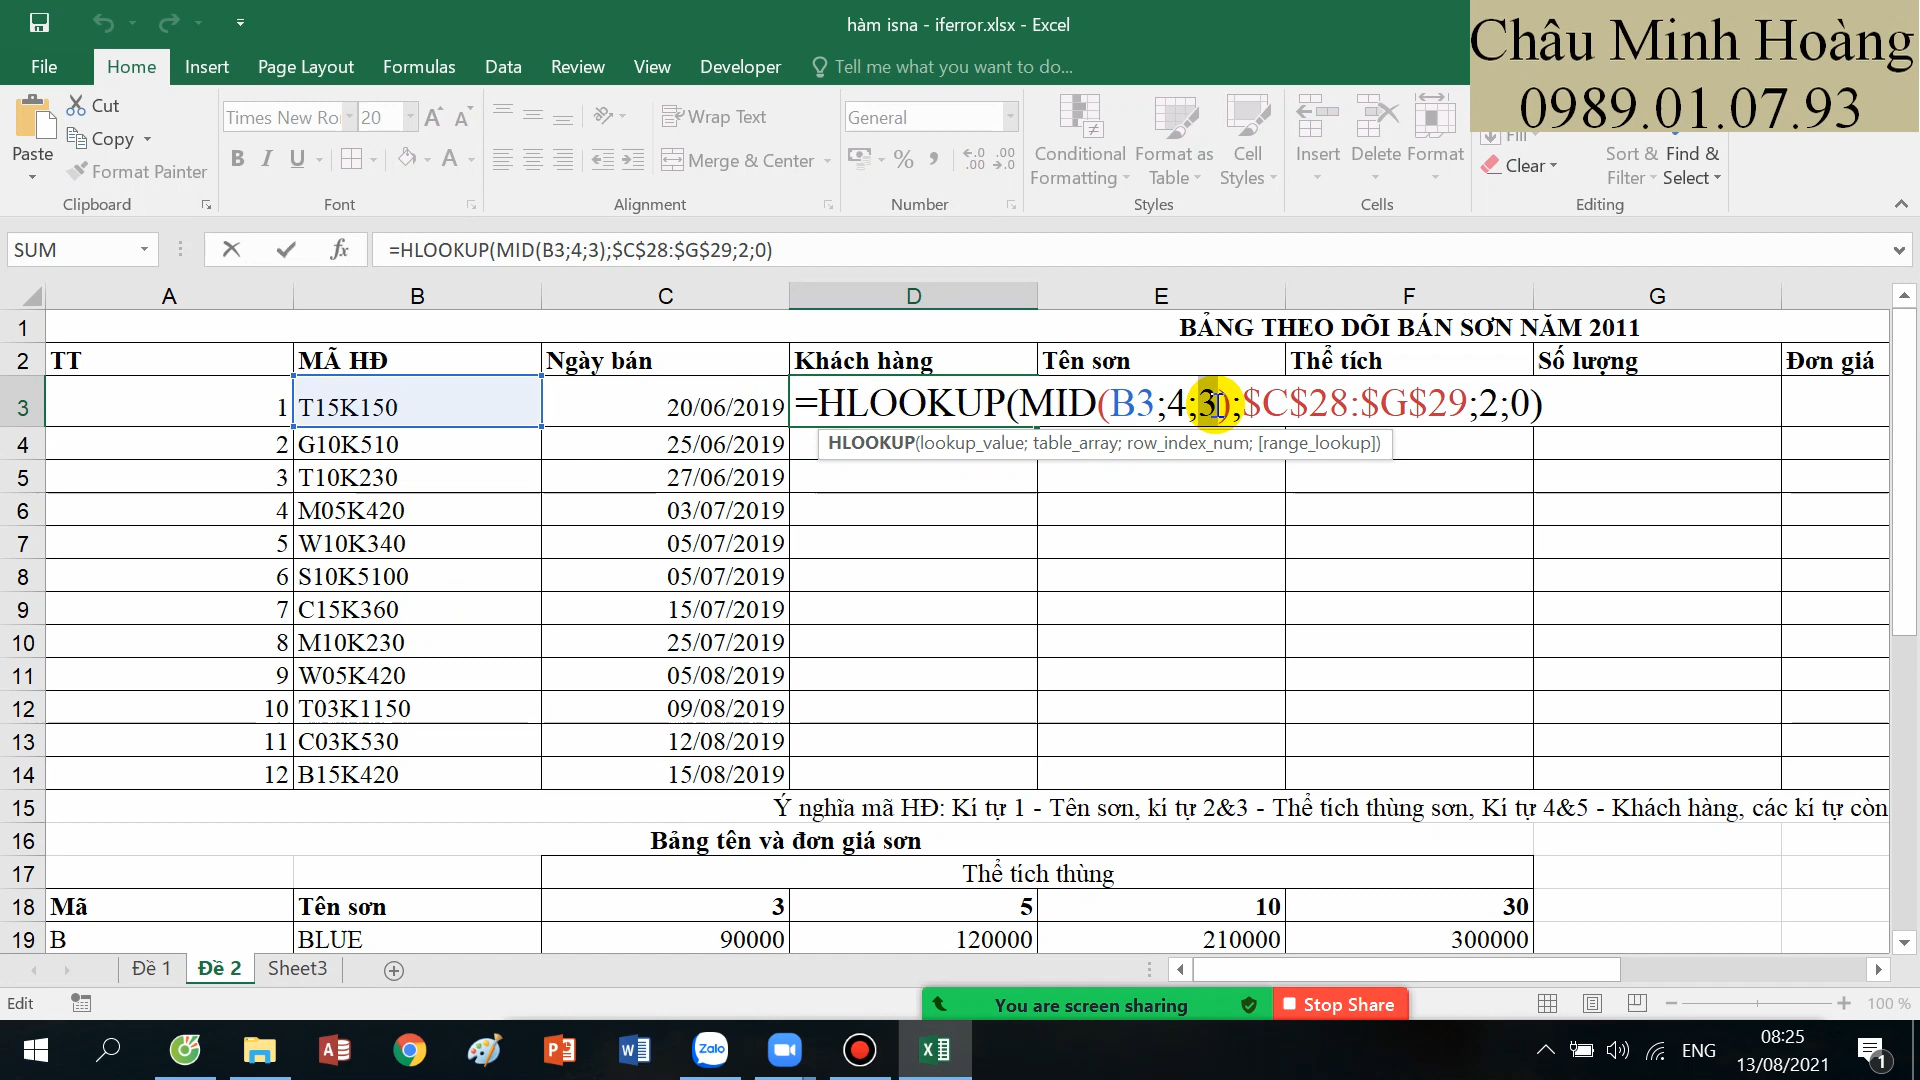 hàm isna - iferror.xlsx - Excel
Châu Minh Hoàng
0989.01.07.93
File Home Insert Page Layout Formulas Data Review View Developer Tell me what you want to do...
Cut
Copy
Format Painter
Paste
Times New Ro 20
B I U
Wrap Text
Merge & Center
General
% ,
Conditional Formatting
Format as Table
Cell Styles
Insert Delete Format
Fill
Clear
Sort & Filter
Find & Select
Clipboard Font Alignment Number Styles Cells Editing
SUM fx =HLOOKUP(MID(B3;4;3);$C$28:$G$29;2;0)
A B C D E F G
1 BẢNG THEO DÕI BÁN SƠN NĂM 2011
2 TT MÃ HĐ Ngày bán Khách hàng Tên sơn Thể tích Số lượng Đơn giá
3 1 T15K150 20/06/2019 =HLOOKUP(MID(B3;4;3);$C$28:$G$29;2;0)
HLOOKUP(lookup_value; table_array; row_index_num; [range_lookup])
4 2 G10K510 25/06/2019
5 3 T10K230 27/06/2019
6 4 M05K420 03/07/2019
7 5 W10K340 05/07/2019
8 6 S10K5100 05/07/2019
9 7 C15K360 15/07/2019
10 8 M10K230 25/07/2019
11 9 W05K420 05/08/2019
12 10 T03K1150 09/08/2019
13 11 C03K530 12/08/2019
14 12 B15K420 15/08/2019
15 Ý nghĩa mã HĐ: Kí tự 1 - Tên sơn, kí tự 2&3 - Thể tích thùng sơn, Kí tự 4&5 - Khách hàng, các kí tự còn
16 Bảng tên và đơn giá sơn
17 Thể tích thùng
18 Mã Tên sơn 3 5 10 30
19 B BLUE 90000 120000 210000 300000
Đề 1 Đề 2 Sheet3
Edit
You are screen sharing
Stop Share
100 %
Zalo
ENG
08:25
13/08/2021
1